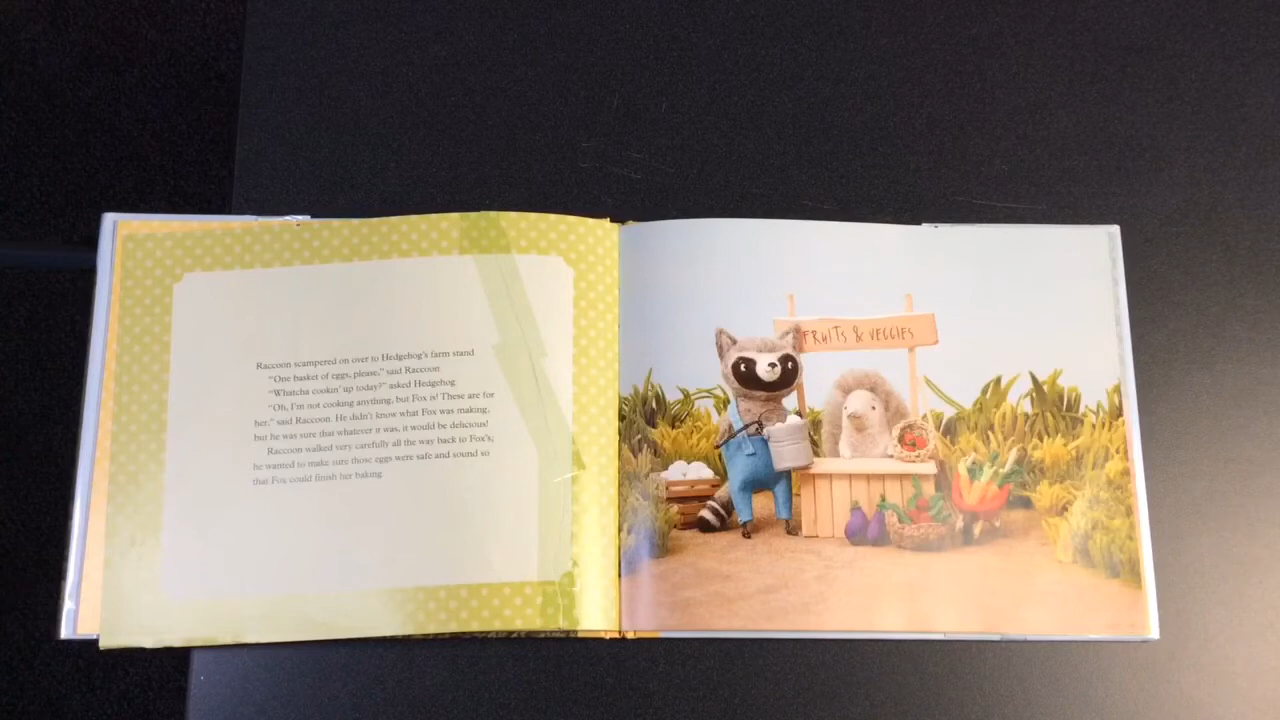 Raccoon scampered on over to Hedgehog's farm stand
"One basket of eggs, please," said Raccoon.
"Whatcha cookin' up today?" asked Hedgehog.
"Oh, I'm not cooking anything, but Fox is! These are for
her," said Raccoon. He didn't know what Fox was making,
but he was sure that whatever it was, it would be delicious!
Raccoon walked very carefully all the way back to Fox's;
he wanted to make sure those eggs were safe and sound so
that Fox could finish her baking.
FRUITS & VEGGIES